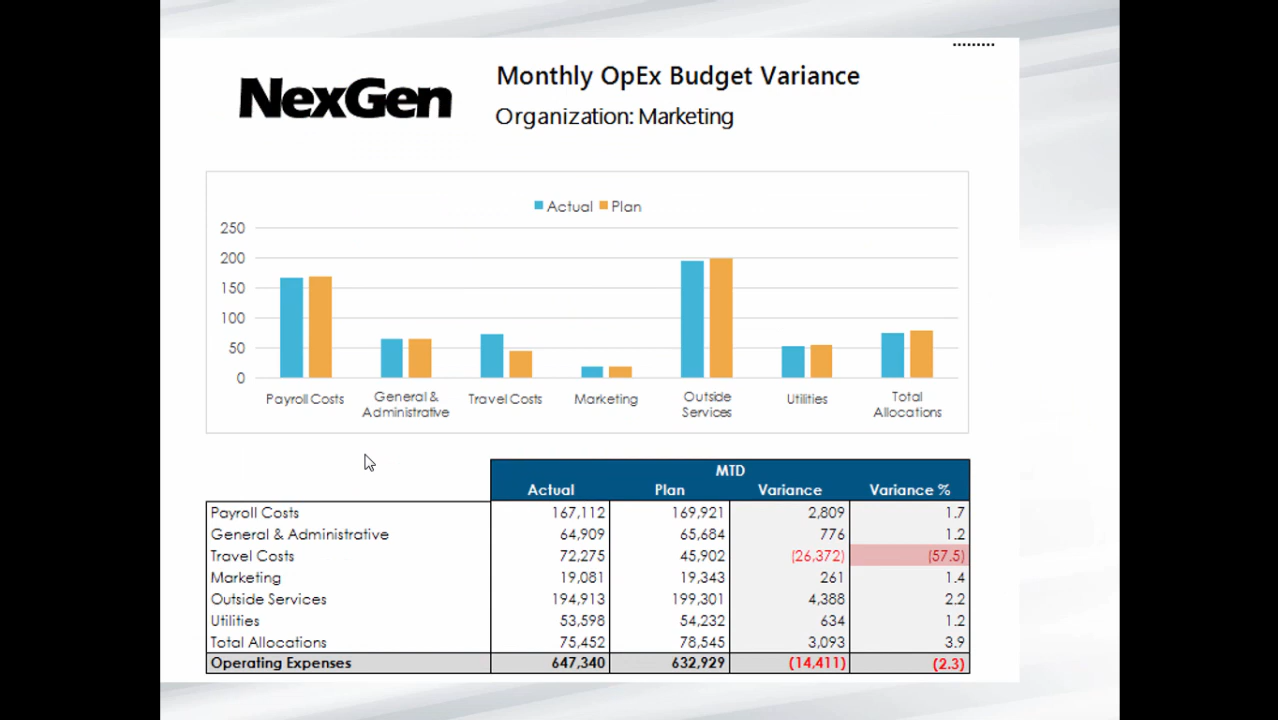 NexGen
Monthly OpEx Budget Variance
Organization: Marketing
Actual Plan
250
200
150
100
50
0
Payroll Costs General & Administrative Travel Costs Marketing Outside Services Utilities Total Allocations
MTD
Actual Plan Variance Variance %
Payroll Costs 167,112 169,921 2,809 1.7
General & Administrative 64,909 65,684 776 1.2
Travel Costs 72,275 45,902 (26,372) (57.5)
Marketing 19,081 19,343 261 1.4
Outside Services 194,913 199,301 4,388 2.2
Utilities 53,598 54,232 634 1.2
Total Allocations 75,452 78,545 3,093 3.9
Operating Expenses 647,340 632,929 (14,411) (2.3)